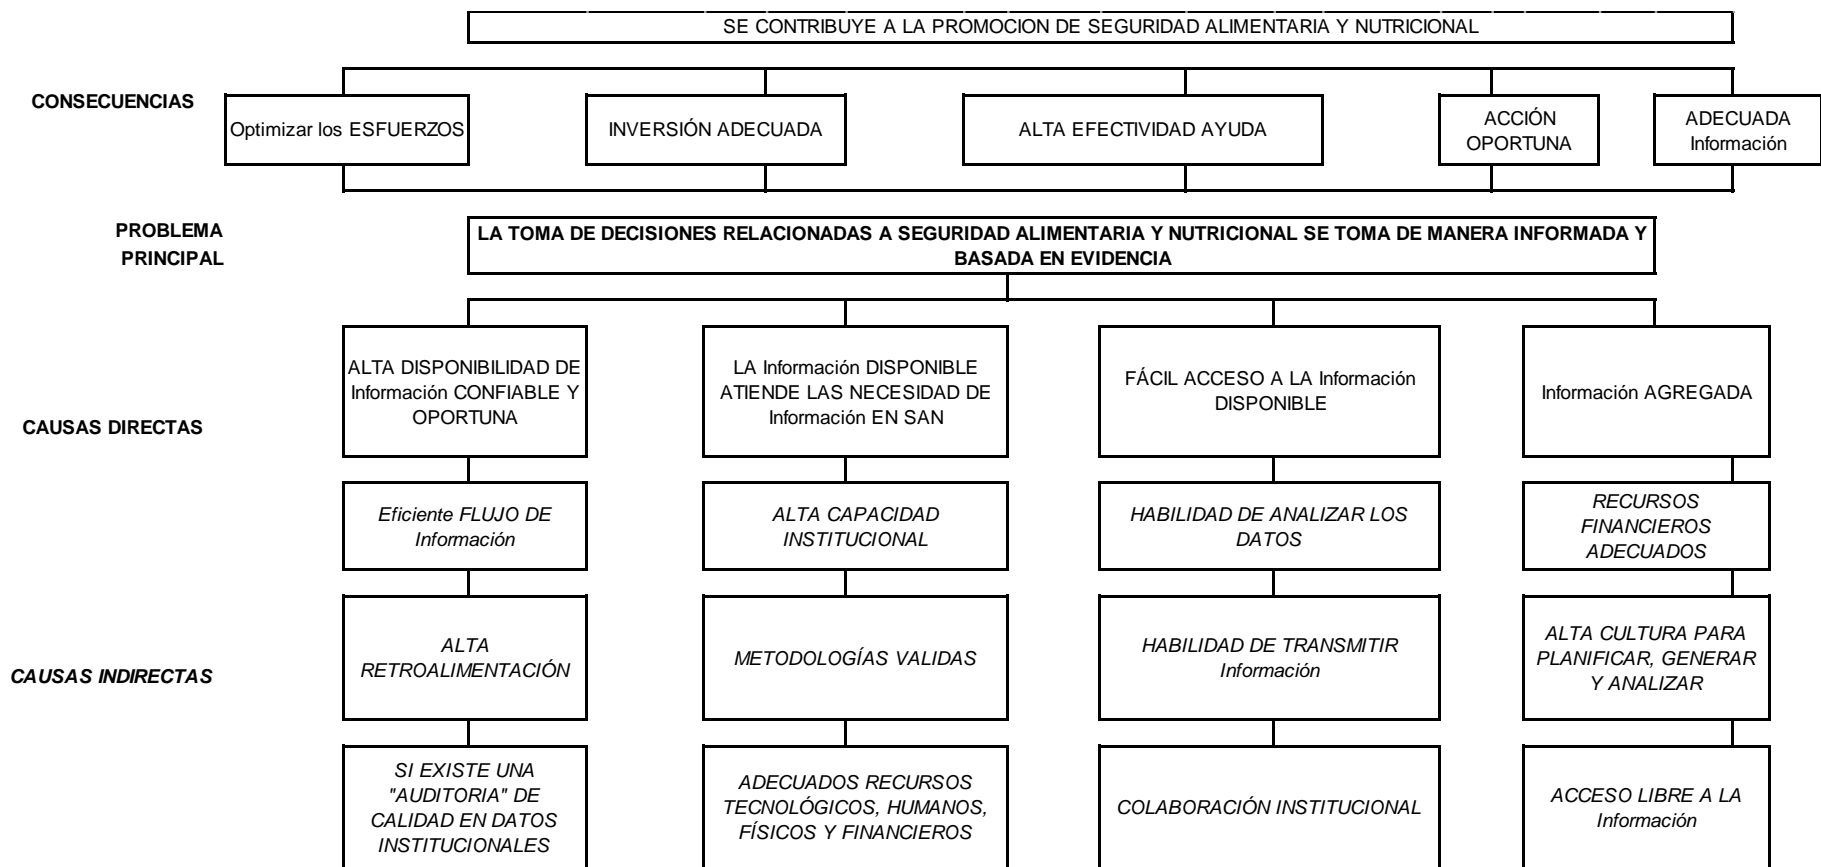 SE CONTRIBUYE A LA PROMOCION DE SEGURIDAD ALIMENTARIA Y NUTRICIONAL
CONSECUENCIAS
Optimizar los ESFUERZOS
INVERSIÓN ADECUADA
ALTA EFECTIVIDAD AYUDA
ACCIÓN
OPORTUNA
ADECUADA
Información
PROBLEMA
PRINCIPAL
LA TOMA DE DECISIONES RELACIONADAS A SEGURIDAD ALIMENTARIA Y NUTRICIONAL SE TOMA DE MANERA INFORMADA Y
BASADA EN EVIDENCIA
CAUSAS DIRECTAS
ALTA DISPONIBILIDAD DE
Información CONFIABLE Y
OPORTUNA
LA Información DISPONIBLE
ATIENDE LAS NECESIDAD DE
Información EN SAN
FÁCIL ACCESO A LA Información
DISPONIBLE
Información AGREGADA
Eficiente FLUJO DE
Información
ALTA CAPACIDAD
INSTITUCIONAL
HABILIDAD DE ANALIZAR LOS
DATOS
RECURSOS
FINANCIEROS
ADECUADOS
CAUSAS INDIRECTAS
ALTA
RETROALIMENTACIÓN
METODOLOGÍAS VALIDAS
HABILIDAD DE TRANSMITIR
Información
ALTA CULTURA PARA
PLANIFICAR, GENERAR
Y ANALIZAR
SI EXISTE UNA
"AUDITORIA" DE
CALIDAD EN DATOS
INSTITUCIONALES
ADECUADOS RECURSOS
TECNOLÓGICOS, HUMANOS,
FÍSICOS Y FINANCIEROS
COLABORACIÓN INSTITUCIONAL
ACCESO LIBRE A LA
Información